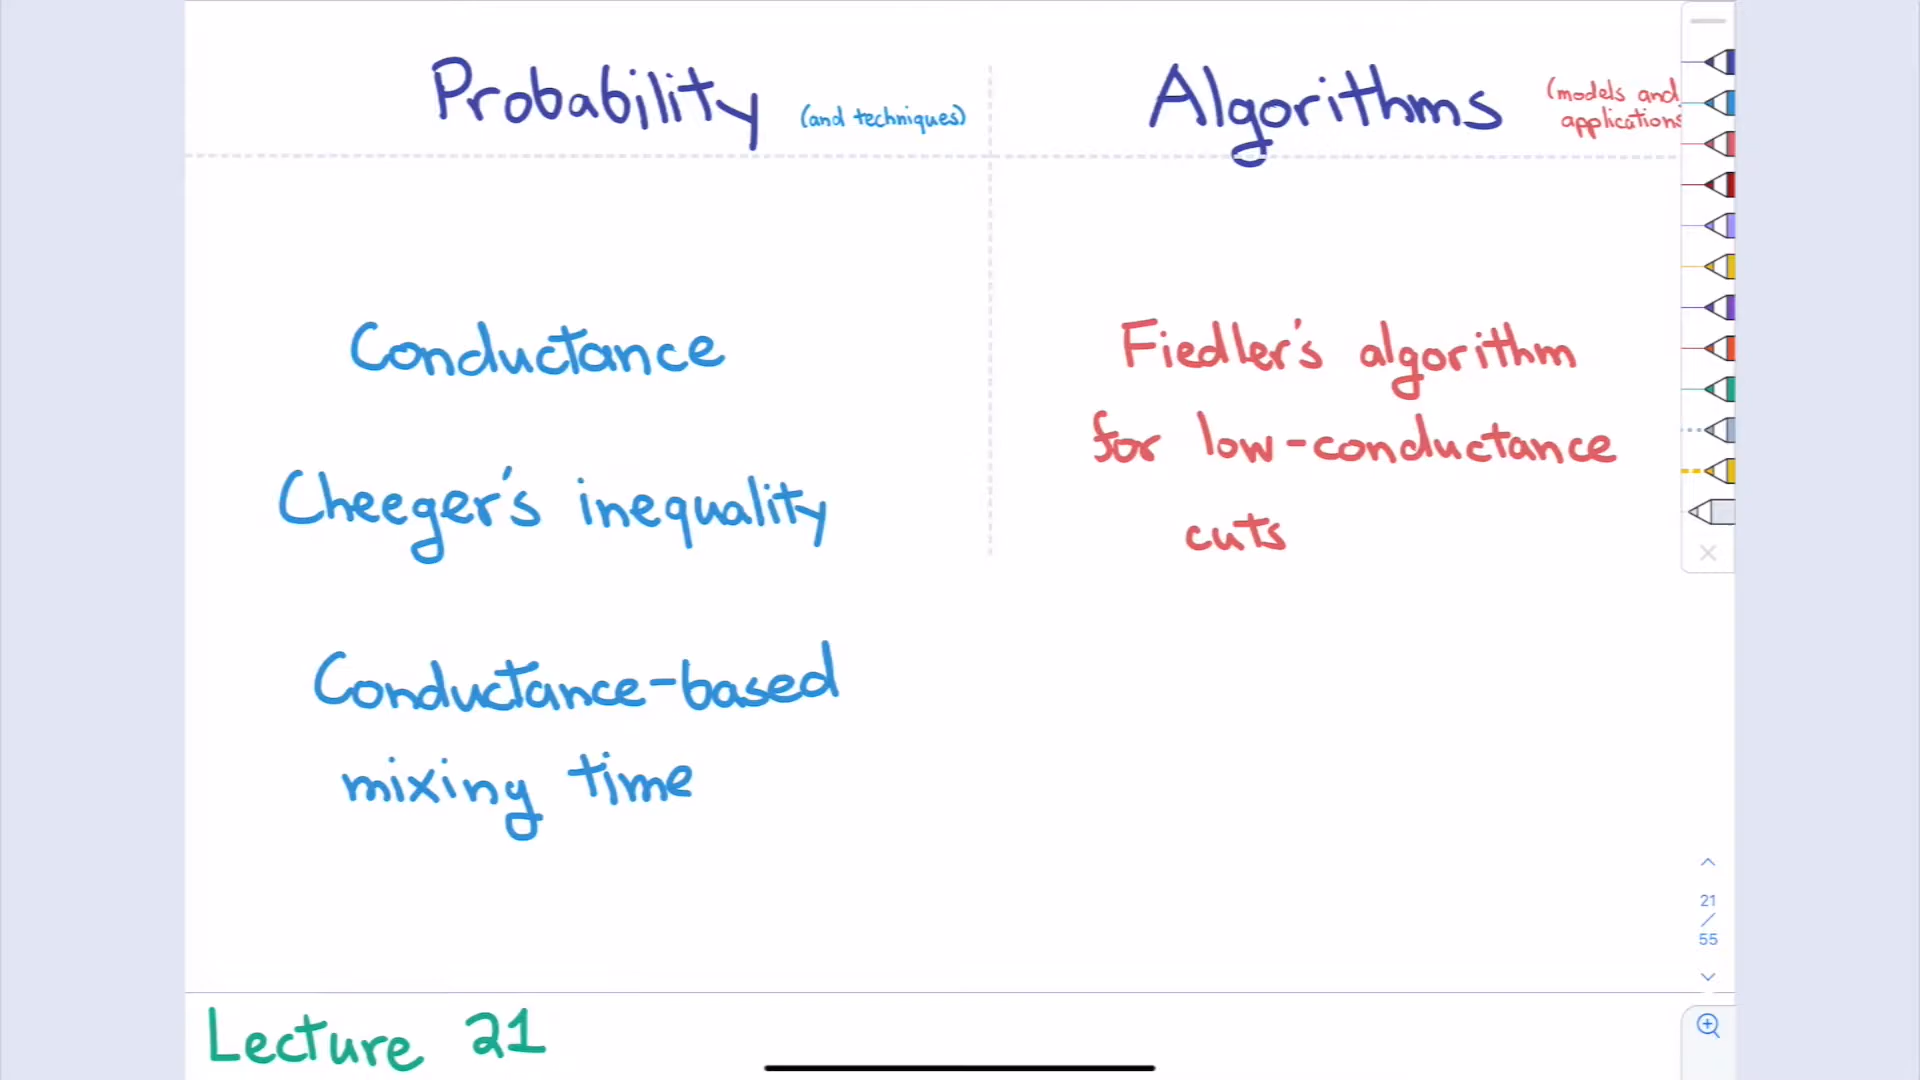 Probability (and techniques)
Algorithms (models and applications
Conductance
Cheeger's inequality
Conductance-based
mixing time
Fiedler's algorithm
for low-conductance
cuts
21
/
55
Lecture 21